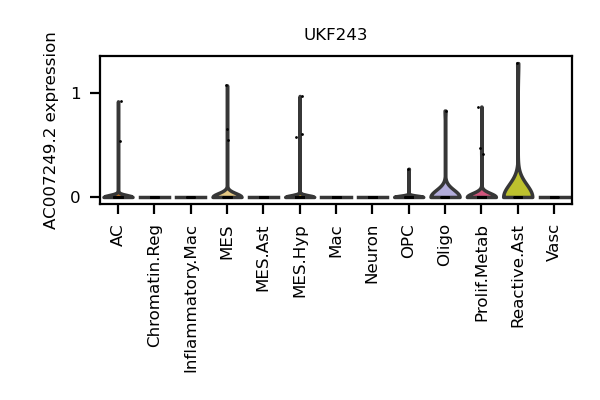 UKF243
AC007249.2 expression
1
0
AC
Chromatin.Reg
Inflammatory.Mac
MES
MES.Ast
MES.Hyp
Mac
Neuron
OPC
Oligo
Prolif.Metab
Reactive.Ast
Vasc